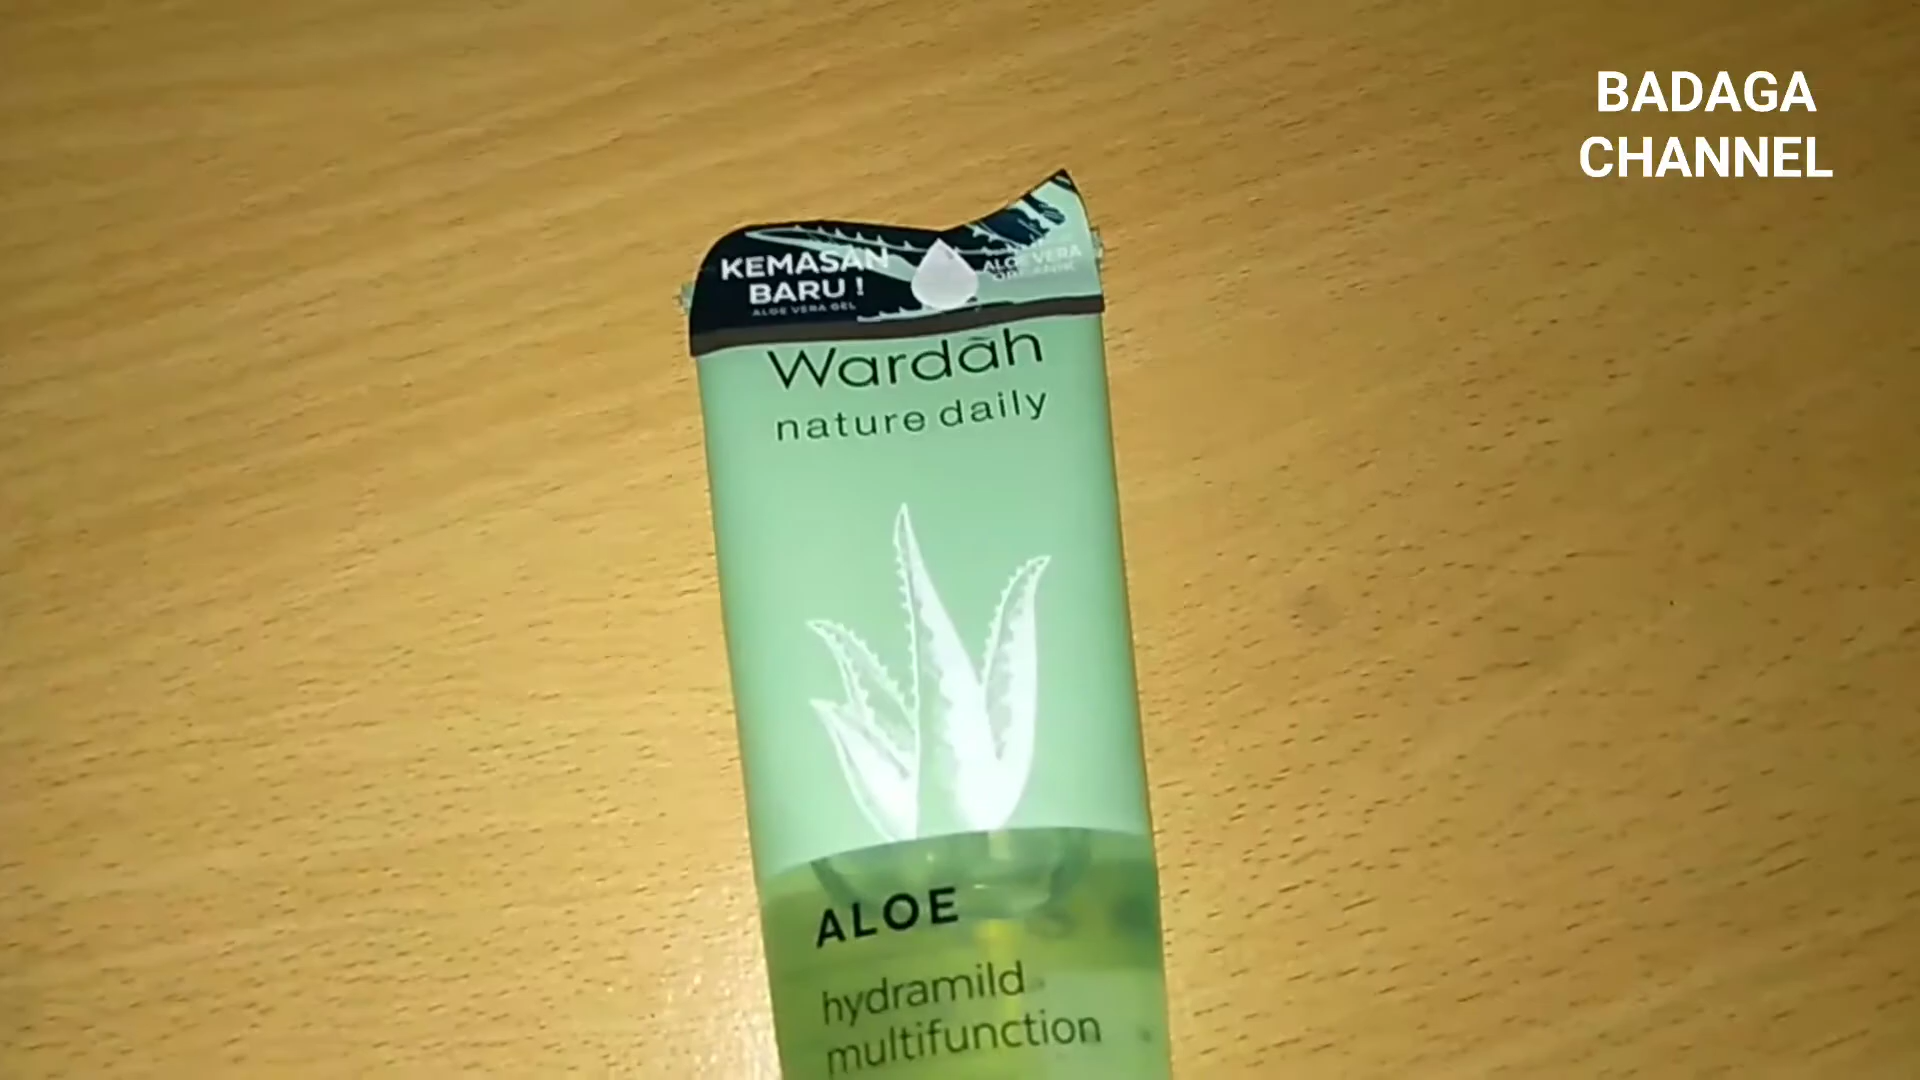 BADAGA
CHANNEL
KEMASAN
BARU !
ALOE VERA GEL
ALOE VERA
Wardah
nature daily
ALOE
hydramild
multifunction